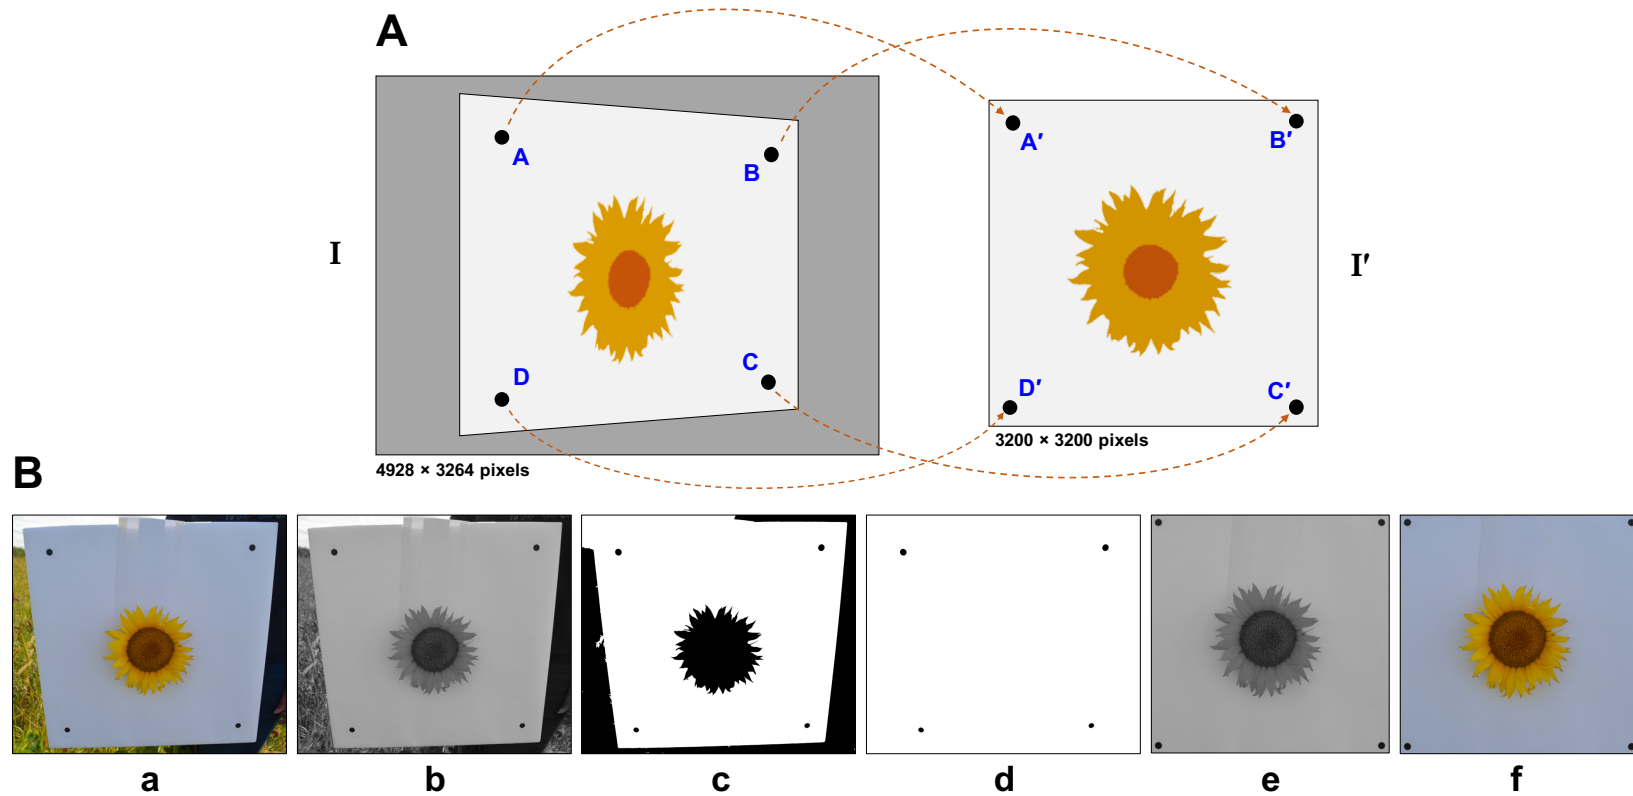 A
A′
B′
A
B
I
I′
C
D
D′
C′
3200 × 3200 pixels
4928 × 3264 pixels
B
a b c d e f